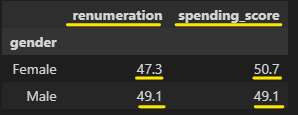 renumeration spending_score
gender
Female 47.3 50.7
Male 49.1 49.1